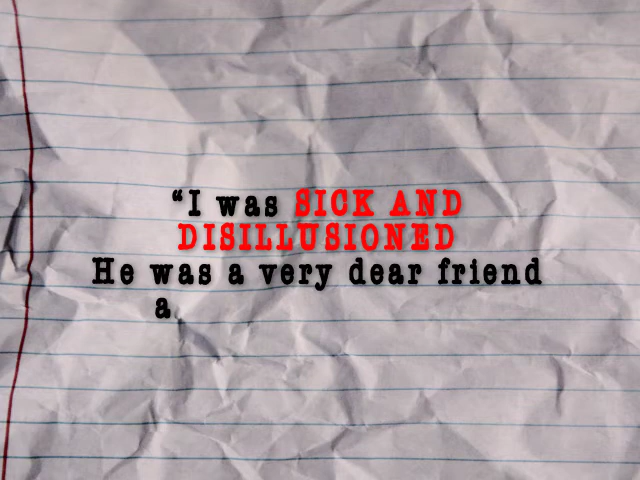 “I was SICK AND
DISILLUSIONED
He was a very dear friend
a